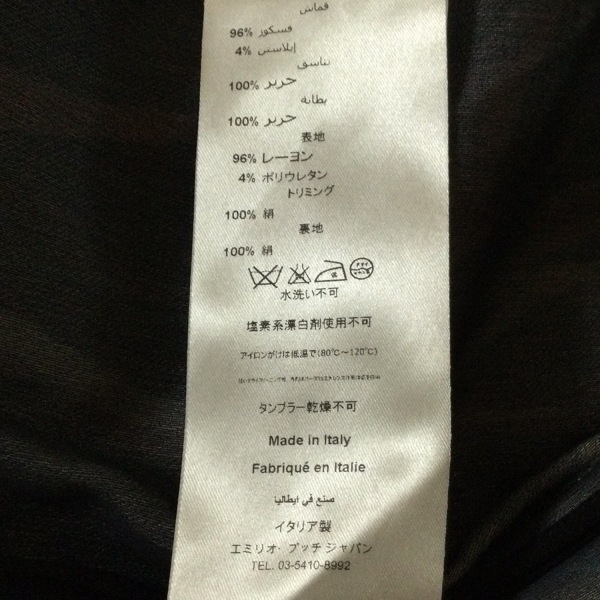 قماش
96% فسكوز
4% إيلاستين
تناسق
100% حرير
بطانه
100% حرير
表地
96% レーヨン
4% ポリウレタン
トリミング
100% 絹
裏地
100% 絹
水洗い不可
塩素系漂白剤使用不可
アイロンがけは低温で(80℃～120℃)
タンブラー乾燥不可
Made in Italy
Fabriqué en Italie
صنع في ايطاليا
イタリア製
エミリオ・プッチ ジャパン
TEL. 03-5410-8992